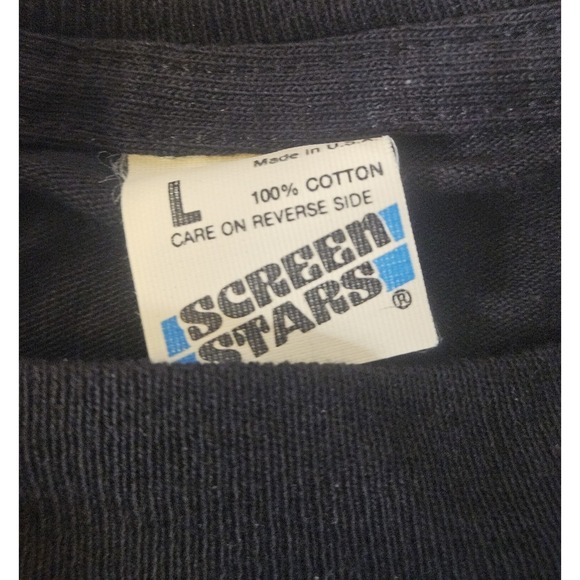 Made in U.S.A.
L
100% COTTON
CARE ON REVERSE SIDE
SCREEN
STARS
®